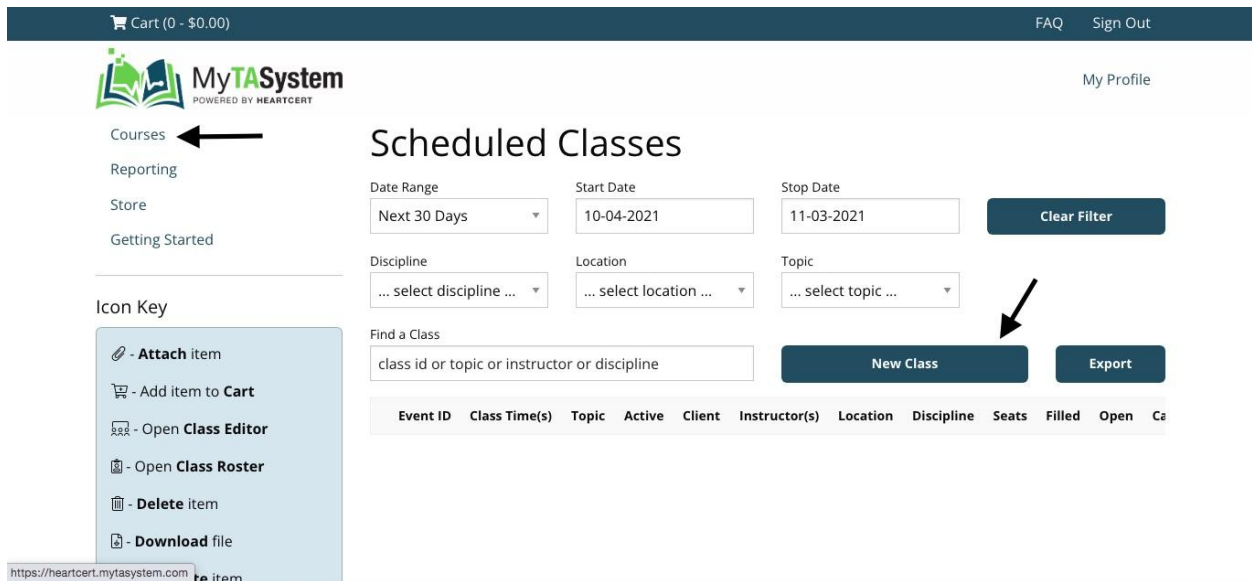 Cart (0 - $0.00)
FAQ
Sign Out
MyTASystem
POWERED BY HEARTCERT
My Profile
Courses
Reporting
Store
Getting Started
Icon Key
- Attach item
- Add item to Cart
- Open Class Editor
- Open Class Roster
- Delete item
- Download file
te item
https://heartcert.mytasystem.com
Scheduled Classes
Date Range
Start Date
Stop Date
Next 30 Days
10-04-2021
11-03-2021
Clear Filter
Discipline
Location
Topic
... select discipline ...
... select location ...
... select topic ...
Find a Class
class id or topic or instructor or discipline
New Class
Export
Event ID Class Time(s) Topic Active Client Instructor(s) Location Discipline Seats Filled Open Ca